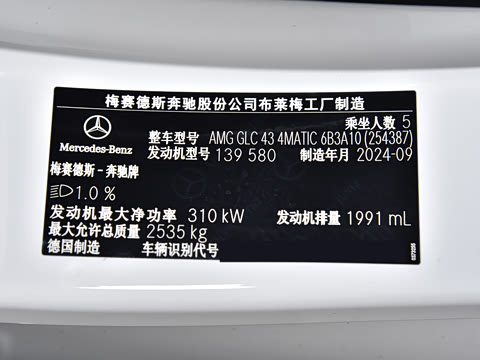 梅赛德斯奔驰股份公司布莱梅工厂制造
乘坐人数 5
整车型号 AMG GLC 43 4MATIC 6B3A10 (254387)
Mercedes-Benz
发动机型号 139 580 制造年月 2024-09
梅赛德斯-奔驰牌
1.0 %
发动机最大净功率 310 kW 发动机排量 1991 mL
最大允许总质量 2535 kg
德国制造 车辆识别代号